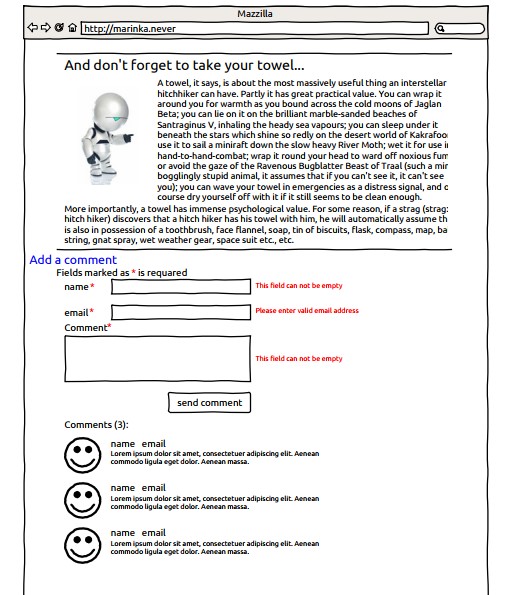 Mazzilla
http://marinka.never
And don't forget to take your towel...
A towel, it says, is about the most massively useful thing an interstellar
hitchhiker can have. Partly it has great practical value. You can wrap it
around you for warmth as you bound across the cold moons of Jaglan
Beta; you can lie on it on the brilliant marble-sanded beaches of
Santraginus V, inhaling the heady sea vapours; you can sleep under it
beneath the stars which shine so redly on the desert world of Kakrafoon
use it to sail a miniraft down the slow heavy River Moth; wet it for use in
hand-to-hand-combat; wrap it round your head to ward off noxious fum
or avoid the gaze of the Ravenous Bugblatter Beast of Traal (such a min
bogglingly stupid animal, it assumes that if you can't see it, it can't see
you); you can wave your towel in emergencies as a distress signal, and
course dry yourself off with it if it still seems to be clean enough.
More importantly, a towel has immense psychological value. For some reason, if a strag (strag:
hitch hiker) discovers that a hitch hiker has his towel with him, he will automatically assume th
is also in possession of a toothbrush, face flannel, soap, tin of biscuits, flask, compass, map, ba
string, gnat spray, wet weather gear, space suit etc., etc.
Add a comment
Fields marked as * is requared
name * This field can not be empty
email * Please enter valid email address
Comment*
This field can not be empty
send comment
Comments (3):
name email
Lorem ipsum dolor sit amet, consectetuer adipiscing elit. Aenean
commodo ligula eget dolor. Aenean massa.
name email
Lorem ipsum dolor sit amet, consectetuer adipiscing elit. Aenean
commodo ligula eget dolor. Aenean massa.
name email
Lorem ipsum dolor sit amet, consectetuer adipiscing elit. Aenean
commodo ligula eget dolor. Aenean massa.